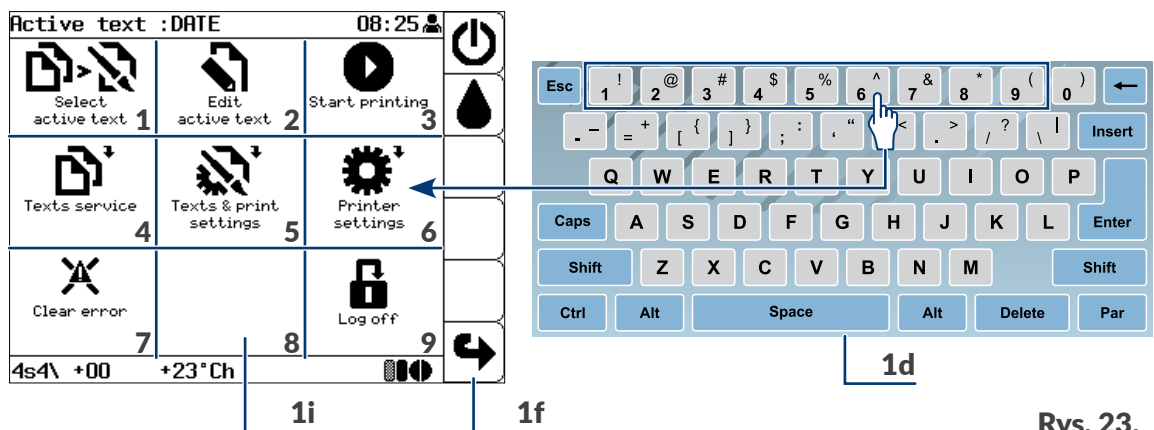 Active text :DATE 08:25
Select
active text 1
Edit
active text 2
Start printing
3
Texts service
4
Texts & print
settings 5
Printer
settings 6
Clear error
7
8
Log off
9
4s4\ +00 +23°Ch
1i
1f
Esc 1 ! 2 @ 3 # 4 $ 5 % 6 ^ 7 & 8 * 9 ( 0 )
- _ = + [ { ] } ; : ‘ “ < . > / ? \ | Insert
Q W E R T Y U I O P
Caps A S D F G H J K L Enter
Shift Z X C V B N M Shift
Ctrl Alt Space Alt Delete Par
1d
Rys. 23.